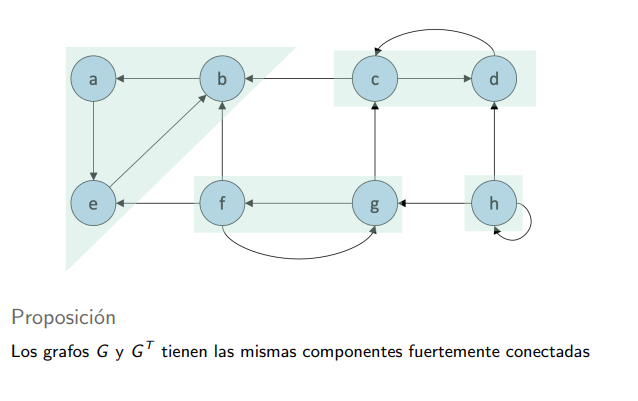 a b c d
e f g h
Proposición
Los grafos G y G^T tienen las mismas componentes fuertemente conectadas